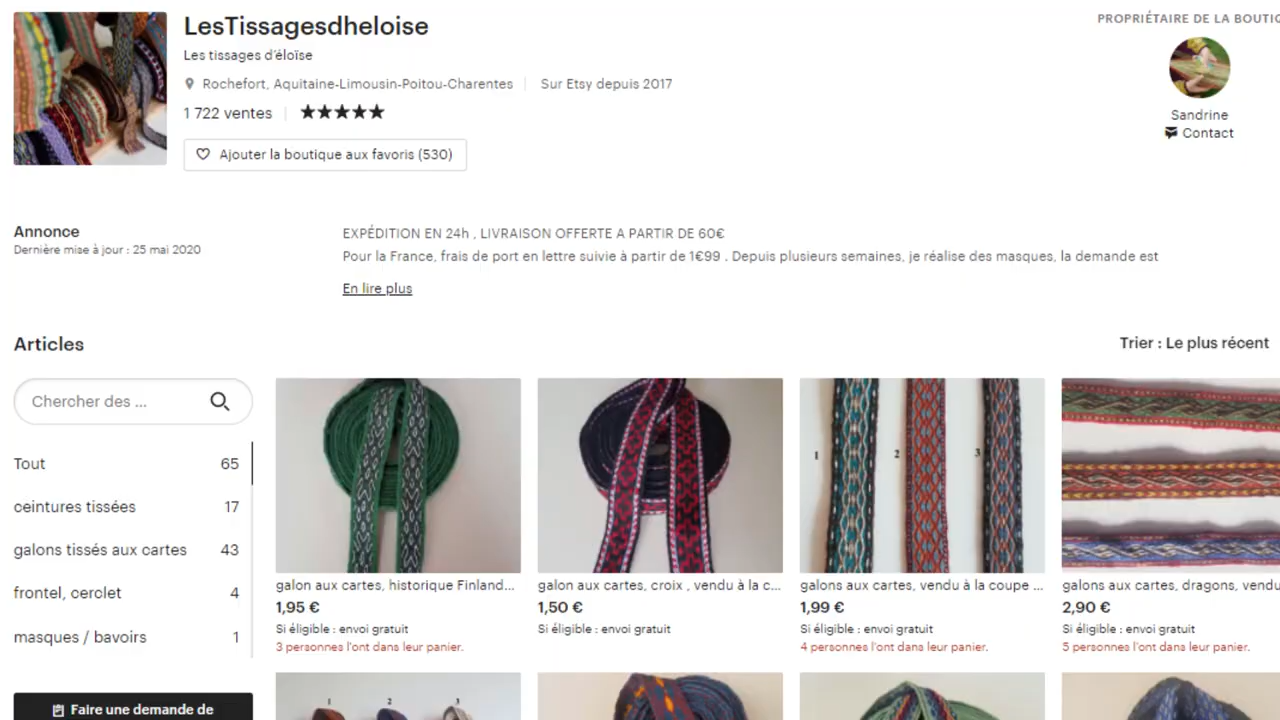 LesTissagesdheloise
PROPRIÉTAIRE DE LA
Les tissages d'éloïse
Rochefort, Aquitaine-Limousin-Poitou-Charentes Sur Etsy depuis 2017
1 722 ventes
Sandrine
Contact
Ajouter la boutique aux favoris (530)
Annonce
Dernière mise à jour : 25 mai 2020
EXPÉDITION EN 24h , LIVRAISON OFFERTE A PARTIR DE 60€
Pour la France, frais de port en lettre suivie à partir de 1€99 . Depuis plusieurs semaines, je réalise des masques, la demande est
En lire plus
Articles
Trier : Le plus récent
Chercher des ...
Tout 65
ceintures tissées 17
galons tissés aux cartes 43
frontel, cerclet 4
masques / bavoirs 1
Faire une demande de
galon aux cartes, historique Finland...
1,95 €
Si éligible : envoi gratuit
3 personnes l'ont dans leur panier.
galon aux cartes, croix , vendu à la c...
1,50 €
Si éligible : envoi gratuit
1 2 3
galons aux cartes, vendu à la coupe ...
1,99 €
Si éligible : envoi gratuit
4 personnes l'ont dans leur panier.
galons aux cartes, dragons, vendu
2,90 €
Si éligible : envoi gratuit
5 personnes l'ont dans leur panier.
1 2 3